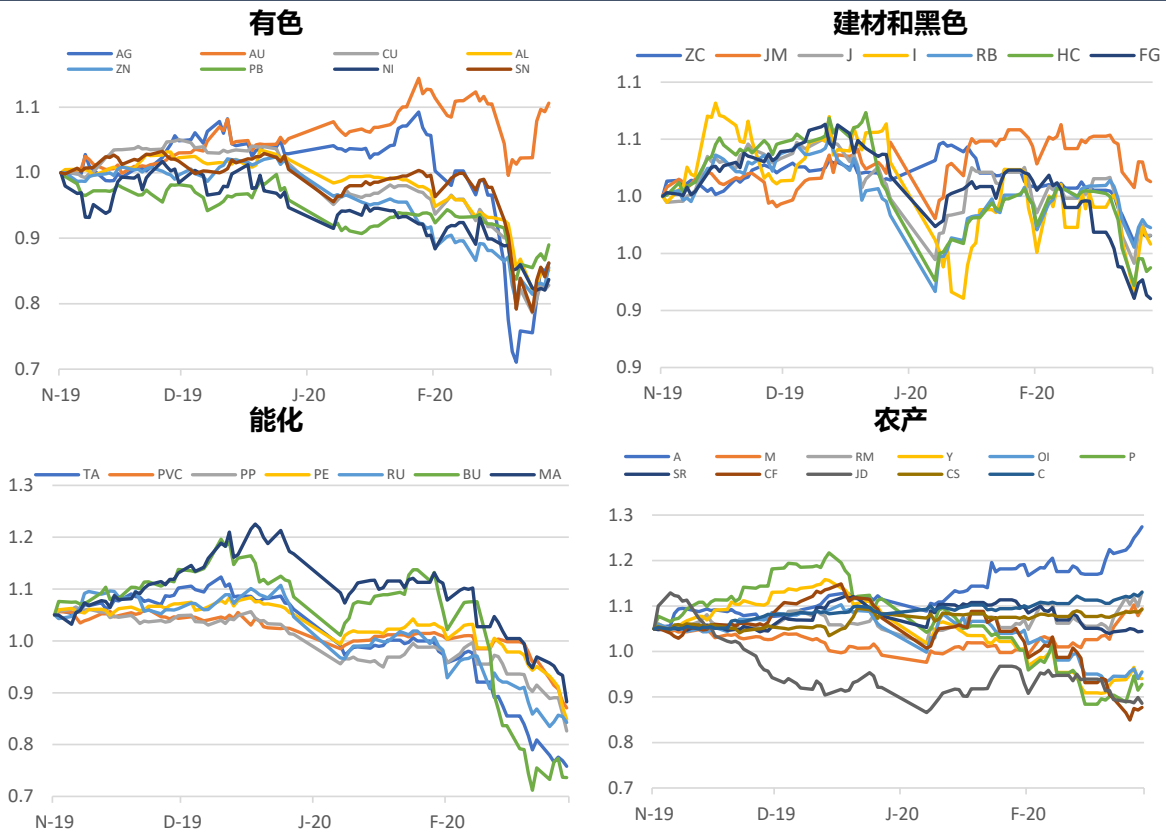 有色
AG AU CU AL
ZN PB NI SN
1.1
1.0
0.9
0.8
0.7
N-19 D-19 J-20 F-20
建材和黑色
ZC JM J I RB HC FG
1.1
1.1
1.0
1.0
0.9
0.9
N-19 D-19 J-20 F-20
能化
TA PVC PP PE RU BU MA
1.3
1.2
1.1
1.0
0.9
0.8
0.7
N-19 D-19 J-20 F-20
农产
A M RM Y OI P
SR CF JD CS C
1.3
1.2
1.1
1.0
0.9
0.8
0.7
N-19 D-19 J-20 F-20